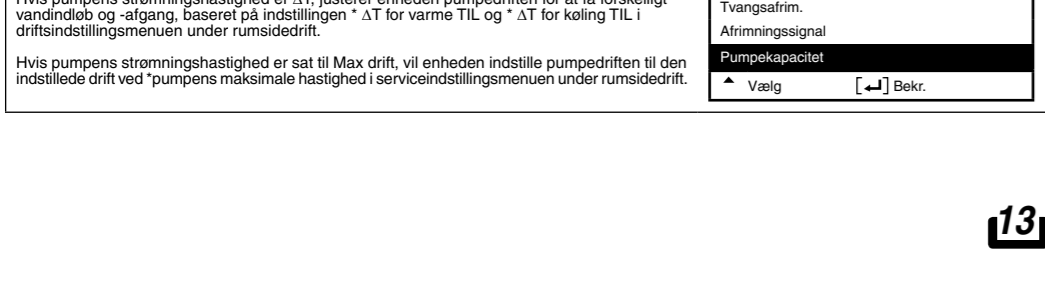 Hvis pumpens strømningshastighed er ΔT, justerer enheden pumpedriften for at få forskelligt
vandindløb og -afgang, baseret på indstillingen * ΔT for varme TIL og * ΔT for køling TIL i
driftsindstillingsmenuen under rumsidedrift.
Hvis pumpens strømningshastighed er sat til Max drift, vil enheden indstille pumpedriften til den
indstillede drift ved *pumpens maksimale hastighed i serviceindstillingsmenuen under rumsidedrift.
Tvangsafrim.
Afrimningssignal
Pumpekapacitet
Vælg [↵] Bekr.
13